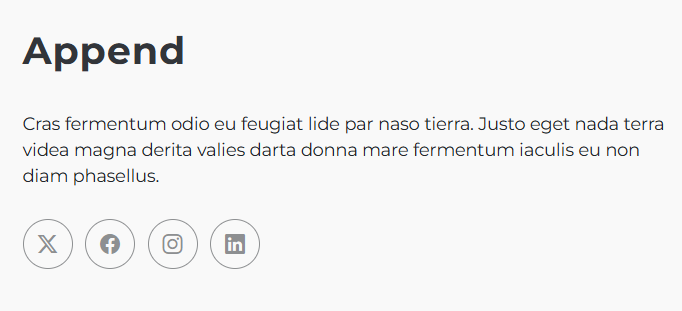 Append
Cras fermentum odio eu feugiat lide par naso tierra. Justo eget nada terra
videa magna derita valies darta donna mare fermentum iaculis eu non
diam phasellus.